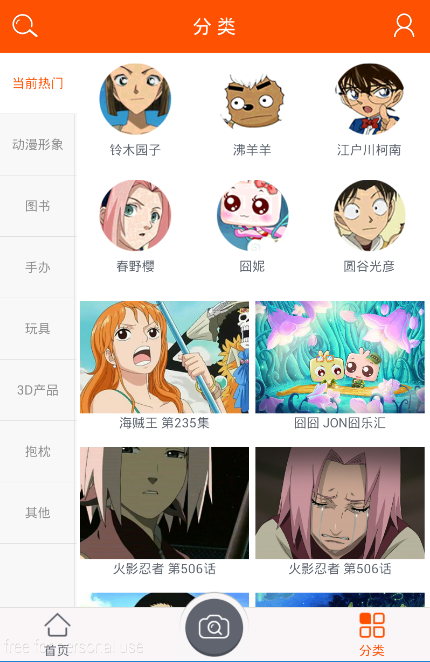 分 类
当前热门
动漫形象
图书
手办
玩具
3D产品
抱枕
其他
铃木园子
沸羊羊
江户川柯南
春野樱
囧妮
圆谷光彦
海贼王 第235集
囧囧 JON囧乐汇
火影忍者 第506话
火影忍者 第506话
free for personal use
首页
分类